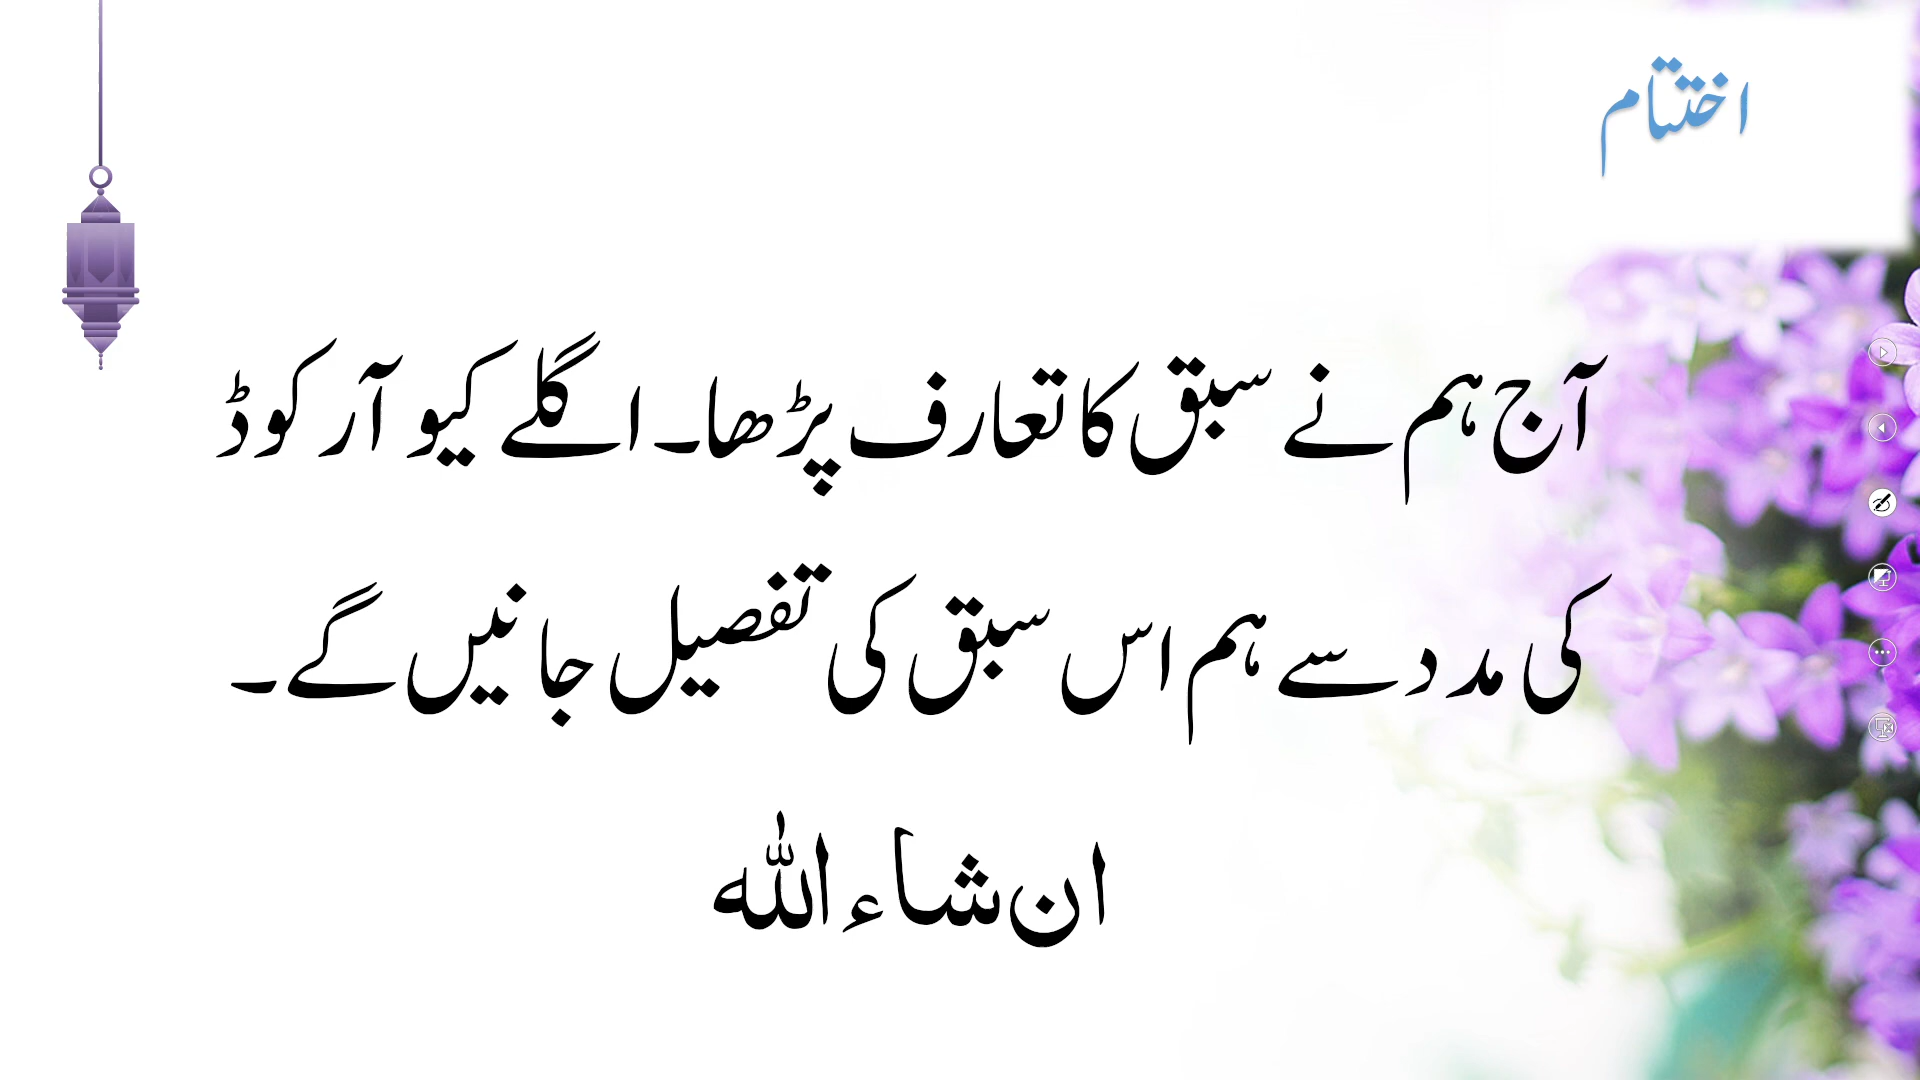 اختتام
آج ہم نے سبق کا تعارف پڑھا۔ اگلے کیو آر کوڈ
کی مدد سے ہم اس سبق کی تفصیل جانیں گے۔
ان شاء اللہ